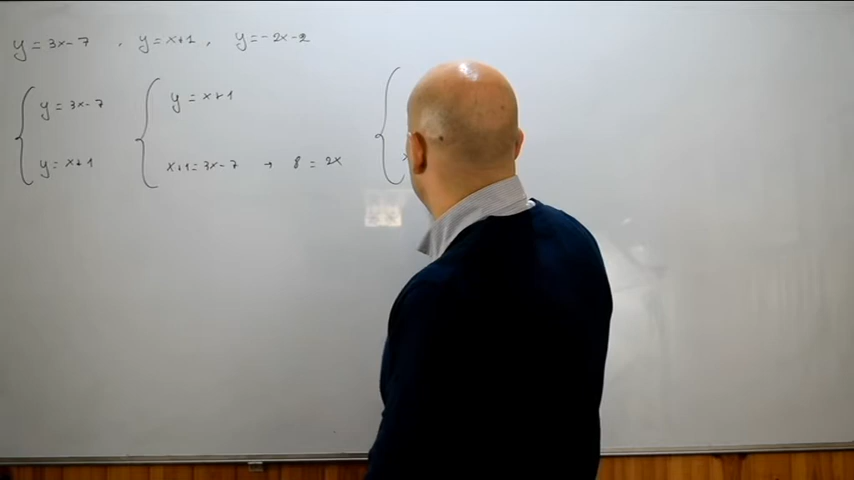 y = 3x-7 , y = x+1 , y = -2x-2
{ y = 3x-7 { y = x+1 {
y = x+1 x+1 = 3x-7 → 8 = 2x